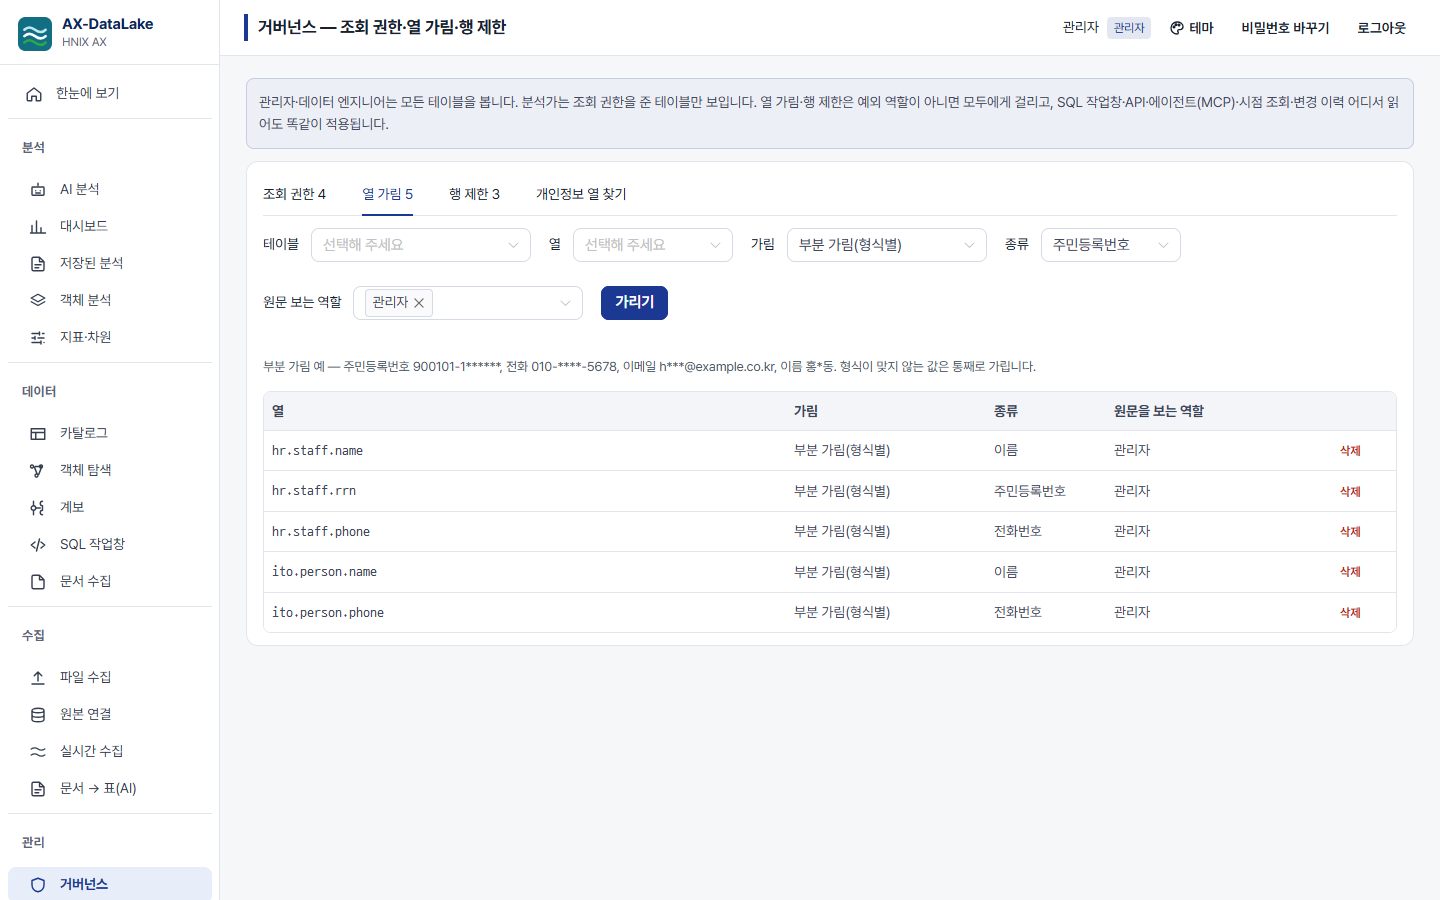 AX-DataLake
HNIX AX
한눈에 보기
분석
AI 분석
대시보드
저장된 분석
객체 분석
지표·차원
데이터
카탈로그
객체 탐색
계보
SQL 작업창
문서 수집
수집
파일 수집
원본 연결
실시간 수집
문서 → 표(AI)
관리
거버넌스
거버넌스 — 조회 권한·열 가림·행 제한
관리자 관리자 테마 비밀번호 바꾸기 로그아웃
관리자·데이터 엔지니어는 모든 테이블을 봅니다. 분석가는 조회 권한을 준 테이블만 보입니다. 열 가림·행 제한은 예외 역할이 아니면 모두에게 걸리고, SQL 작업창·API·에이전트(MCP)·시점 조회·변경 이력 어디서 읽
어도 똑같이 적용됩니다.
조회 권한 4 열 가림 5 행 제한 3 개인정보 열 찾기
테이블 선택해 주세요 열 선택해 주세요 가림 부분 가림(형식별) 종류 주민등록번호
원문 보는 역할 관리자 가리기
부분 가림 예 — 주민등록번호 900101-1******, 전화 010-****-5678, 이메일 h***@example.co.kr, 이름 홍*동. 형식이 맞지 않는 값은 통째로 가립니다.
열 가림 종류 원문을 보는 역할
hr.staff.name 부분 가림(형식별) 이름 관리자 삭제
hr.staff.rrn 부분 가림(형식별) 주민등록번호 관리자 삭제
hr.staff.phone 부분 가림(형식별) 전화번호 관리자 삭제
ito.person.name 부분 가림(형식별) 이름 관리자 삭제
ito.person.phone 부분 가림(형식별) 전화번호 관리자 삭제